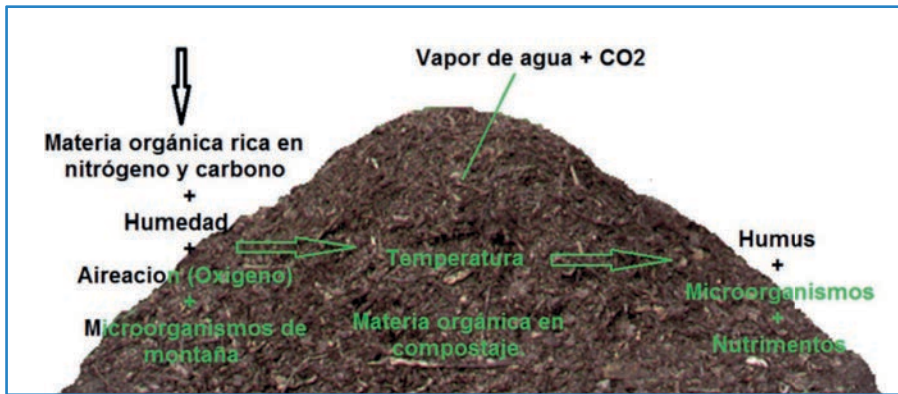 Vapor de agua + CO2
Materia orgánica rica en
nitrógeno y carbono
+
Humedad
+
Aireacion (Oxigeno)
+
Microorganismos de
montaña
Temperatura
Materia orgánica en
compostaje
Humus
+
Microorganismos
+
Nutrimentos